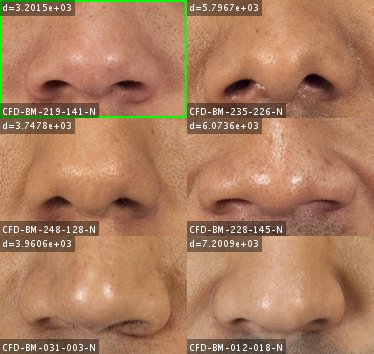 d=3.2015e+03
d=5.7967e+03
CFD-BM-219-141-N
CFD-BM-235-226-N
d=3.7478e+03
d=6.0736e+03
CFD-BM-248-128-N
CFD-BM-228-145-N
d=3.9606e+03
d=7.2009e+03
CFD-BM-031-003-N
CFD-BM-012-018-N